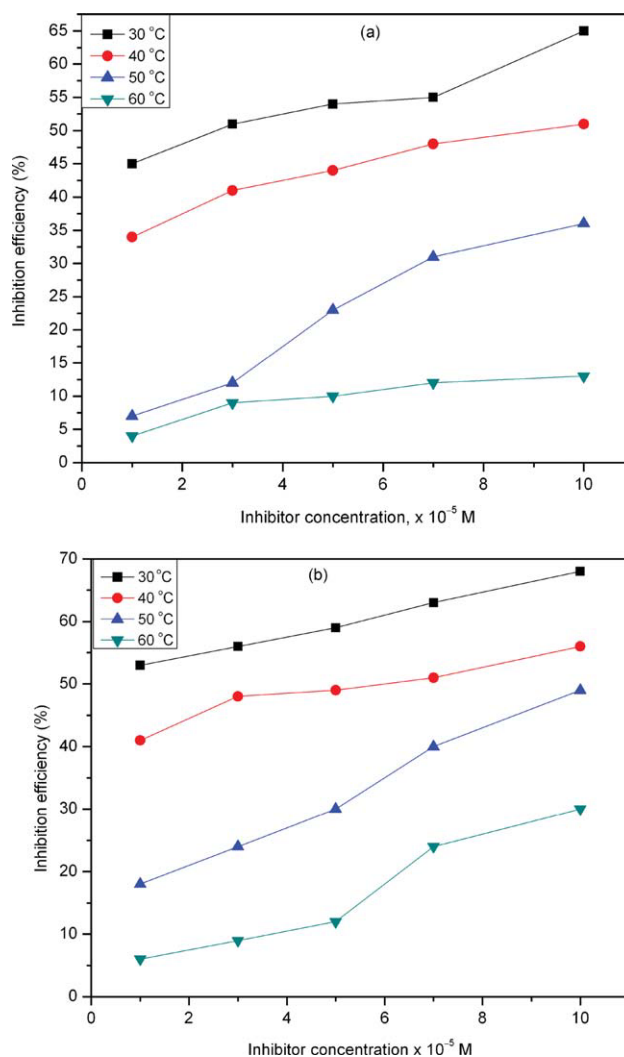 (a)
30 °C
40 °C
50 °C
60 °C
65
60
55
50
45
40
35
30
25
20
15
10
5
0
Inhibition efficiency (%)
0 2 4 6 8 10
Inhibitor concentration, x 10⁻⁵ M
(b)
30 °C
40 °C
50 °C
60 °C
70
60
50
40
30
20
10
0
Inhibition efficiency (%)
0 2 4 6 8 10
Inhibitor concentration x 10⁻⁵ M